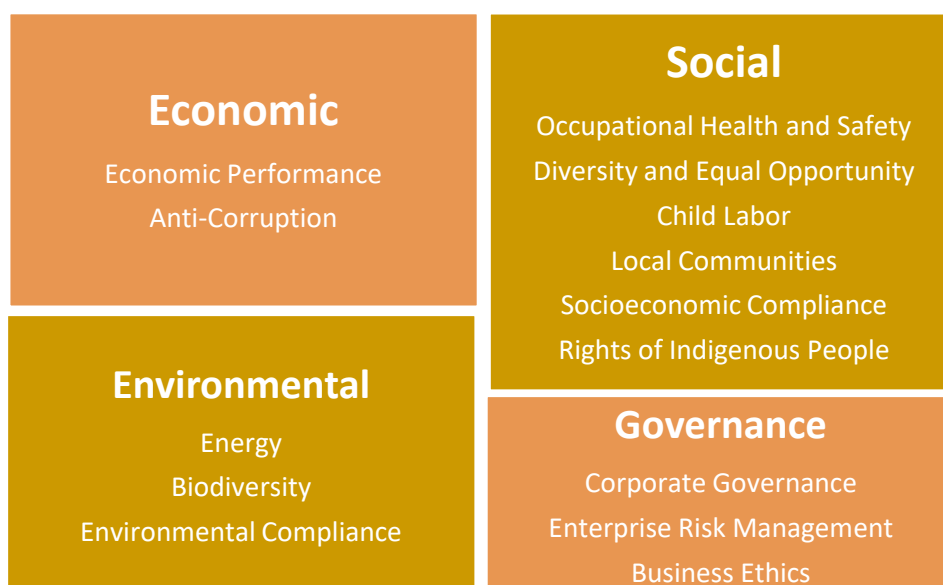 Economic
Economic Performance
Anti-Corruption
Social
Occupational Health and Safety
Diversity and Equal Opportunity
Child Labor
Local Communities
Socioeconomic Compliance
Rights of Indigenous People
Environmental
Energy
Biodiversity
Environmental Compliance
Governance
Corporate Governance
Enterprise Risk Management
Business Ethics